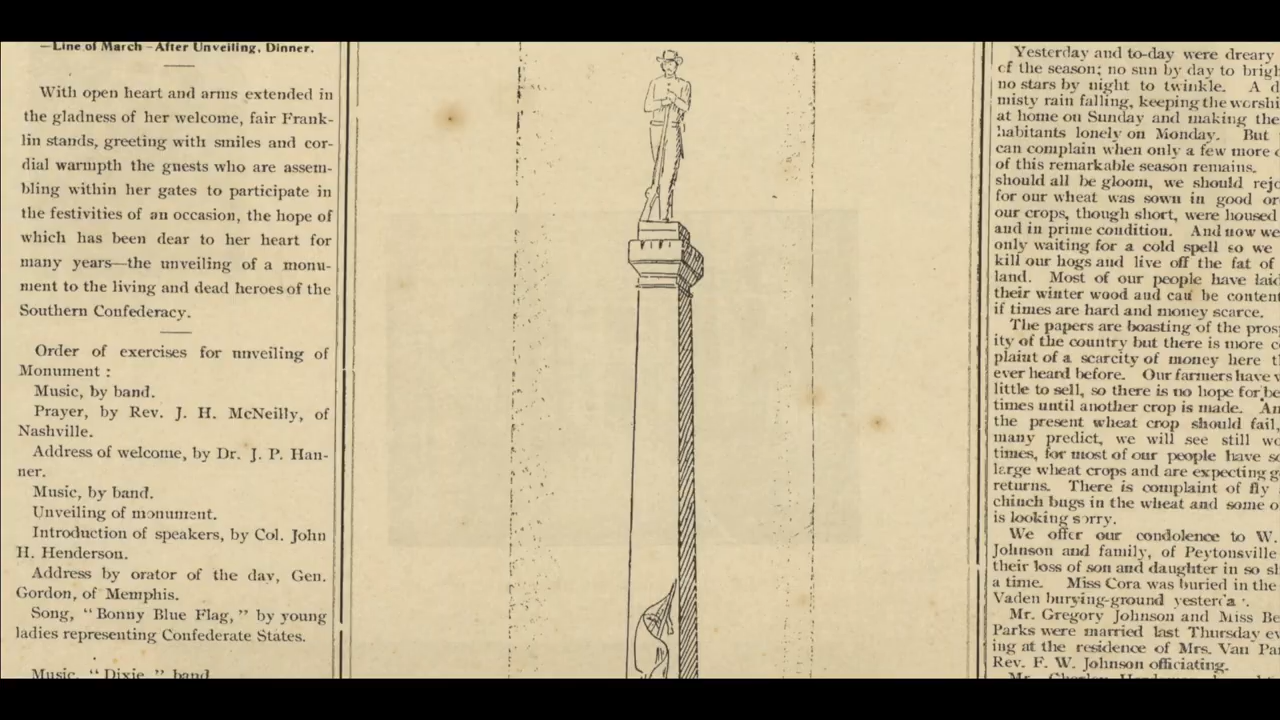 —Line of March—After Unveiling, Dinner.
With open heart and arms extended in
the gladness of her welcome, fair Frank-
lin stands, greeting with smiles and cor-
dial warmpth the guests who are assem-
bling within her gates to participate in
the festivities of an occasion, the hope of
which has been dear to her heart for
many years—the unveiling of a monu-
ment to the living and dead heroes of the
Southern Confederacy.
Order of exercises for unveiling of
Monument :
Music, by band.
Prayer, by Rev. J. H. McNeilly, of
Nashville.
Address of welcome, by Dr. J. P. Han-
ner.
Music, by band.
Unveiling of monument.
Introduction of speakers, by Col. John
H. Henderson.
Address by orator of the day, Gen.
Gordon, of Memphis.
Song, "Bonny Blue Flag," by young
ladies representing Confederate States.
Music, "Dixie," band
Yesterday and to-day were dreary
of the season; no sun by day to brigh
no stars by night to twinkle. A d
misty rain falling, keeping the worshi
at home on Sunday and making the
habitants lonely on Monday. But
can complain when only a few more
of this remarkable season remains.
should all be gloom, we should rejo
for our wheat was sown in good or
our crops, though short, were housed
and in prime condition. And now we
only waiting for a cold spell so we
kill our hogs and live off the fat of
land. Most of our people have laid
their winter wood and can be conten
if times are hard and money scarce.
The papers are boasting of the pros
ity of the country but there is more c
plaint of a scarcity of money here th
ever heard before. Our farmers have v
little to sell, so there is no hope for be
times until another crop is made. An
the present wheat crop should fail,
many predict, we will see still wo
times, for most of our people have so
large wheat crops and are expecting g
returns. There is complaint of fly
chinch bugs in the wheat and some o
is looking sorry.
We offer our condolence to W.
Johnson and family, of Peytonsville
their loss of son and daughter in so sh
a time. Miss Cora was buried in the
Vaden burying-ground yesterda.
Mr. Gregory Johnson and Miss Be
Parks were married last Thursday ev
ing at the residence of Mrs. Van Pa
Rev. F. W. Johnson officiating.